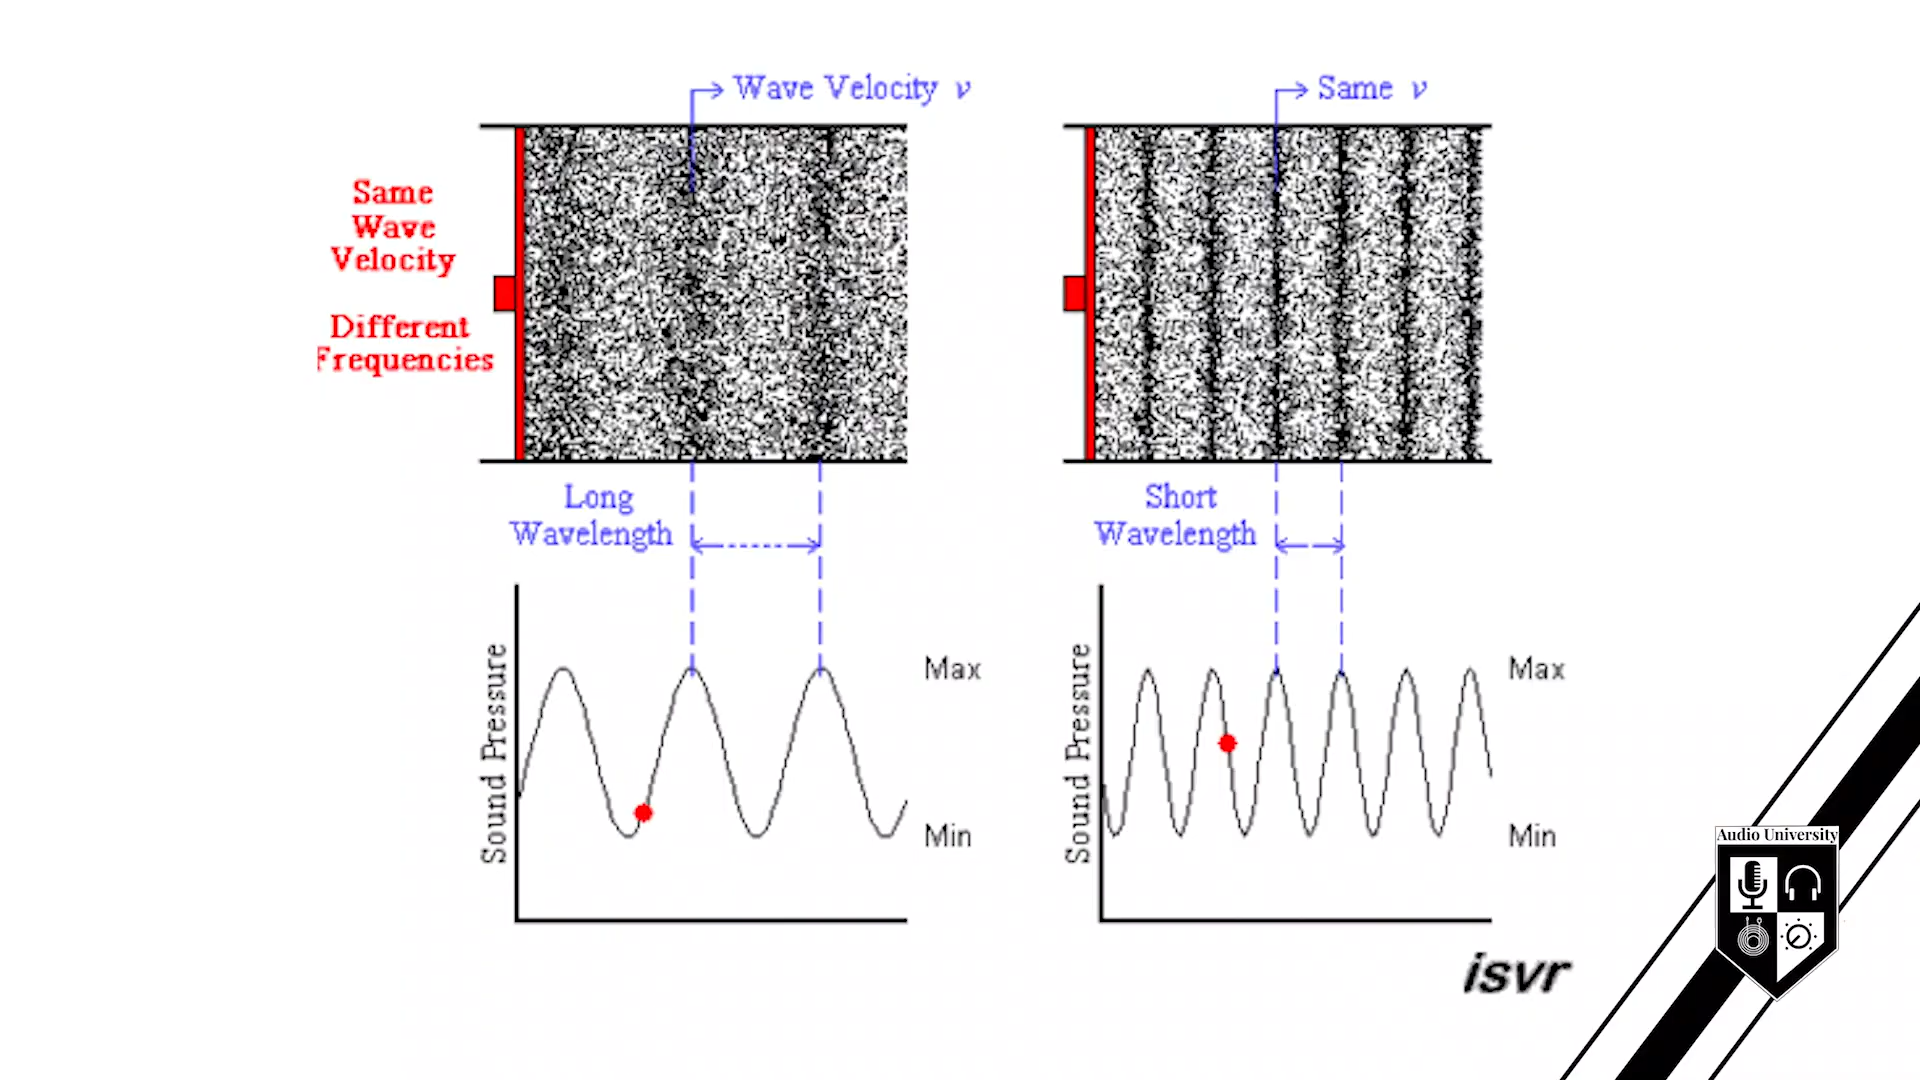 Wave Velocity v
Same v
Same
Wave
Velocity
Different
Frequencies
Long
Wavelength
Short
Wavelength
Sound Pressure
Max
Min
Sound Pressure
Max
Min
Audio University
isvr